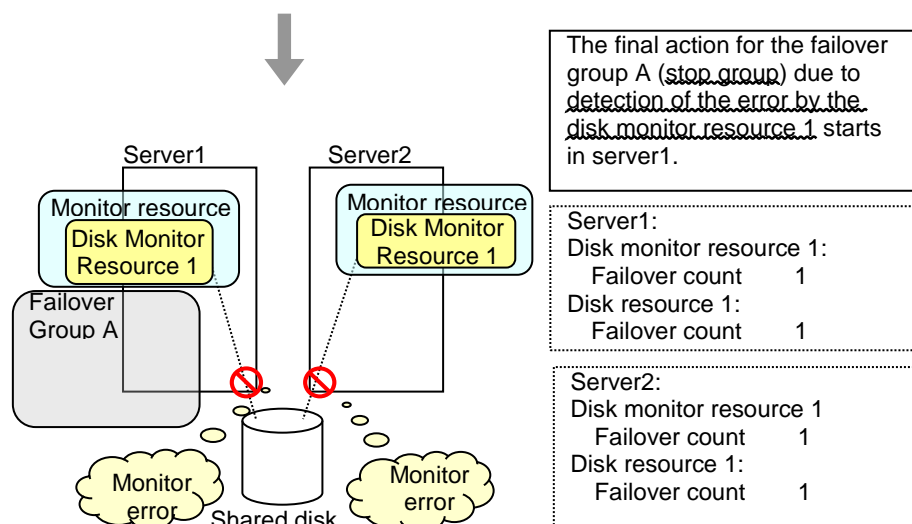 The final action for the failover
group A (stop group) due to
detection of the error by the
disk monitor resource 1 starts
in server1.
Server1
Server2
Monitor resource
Disk Monitor
Resource 1
Monitor resource
Disk Monitor
Resource 1
Failover
Group A
Monitor
error
Shared disk
Monitor
error
Server1:
Disk monitor resource 1:
Failover count 1
Disk resource 1:
Failover count 1
Server2:
Disk monitor resource 1
Failover count 1
Disk resource 1:
Failover count 1